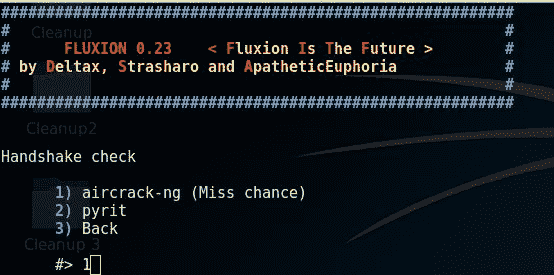 #########################################################
# Cleanup #
# FLUXION 0.23 < Fluxion Is The Future > #
# by Deltax, Strasharo and ApatheticEuphoria #
# #
#########################################################
Cleanup2
Handshake check
1) aircrack-ng (Miss chance)
2) pyrit
3) Back
Cleanup 3
#> 1